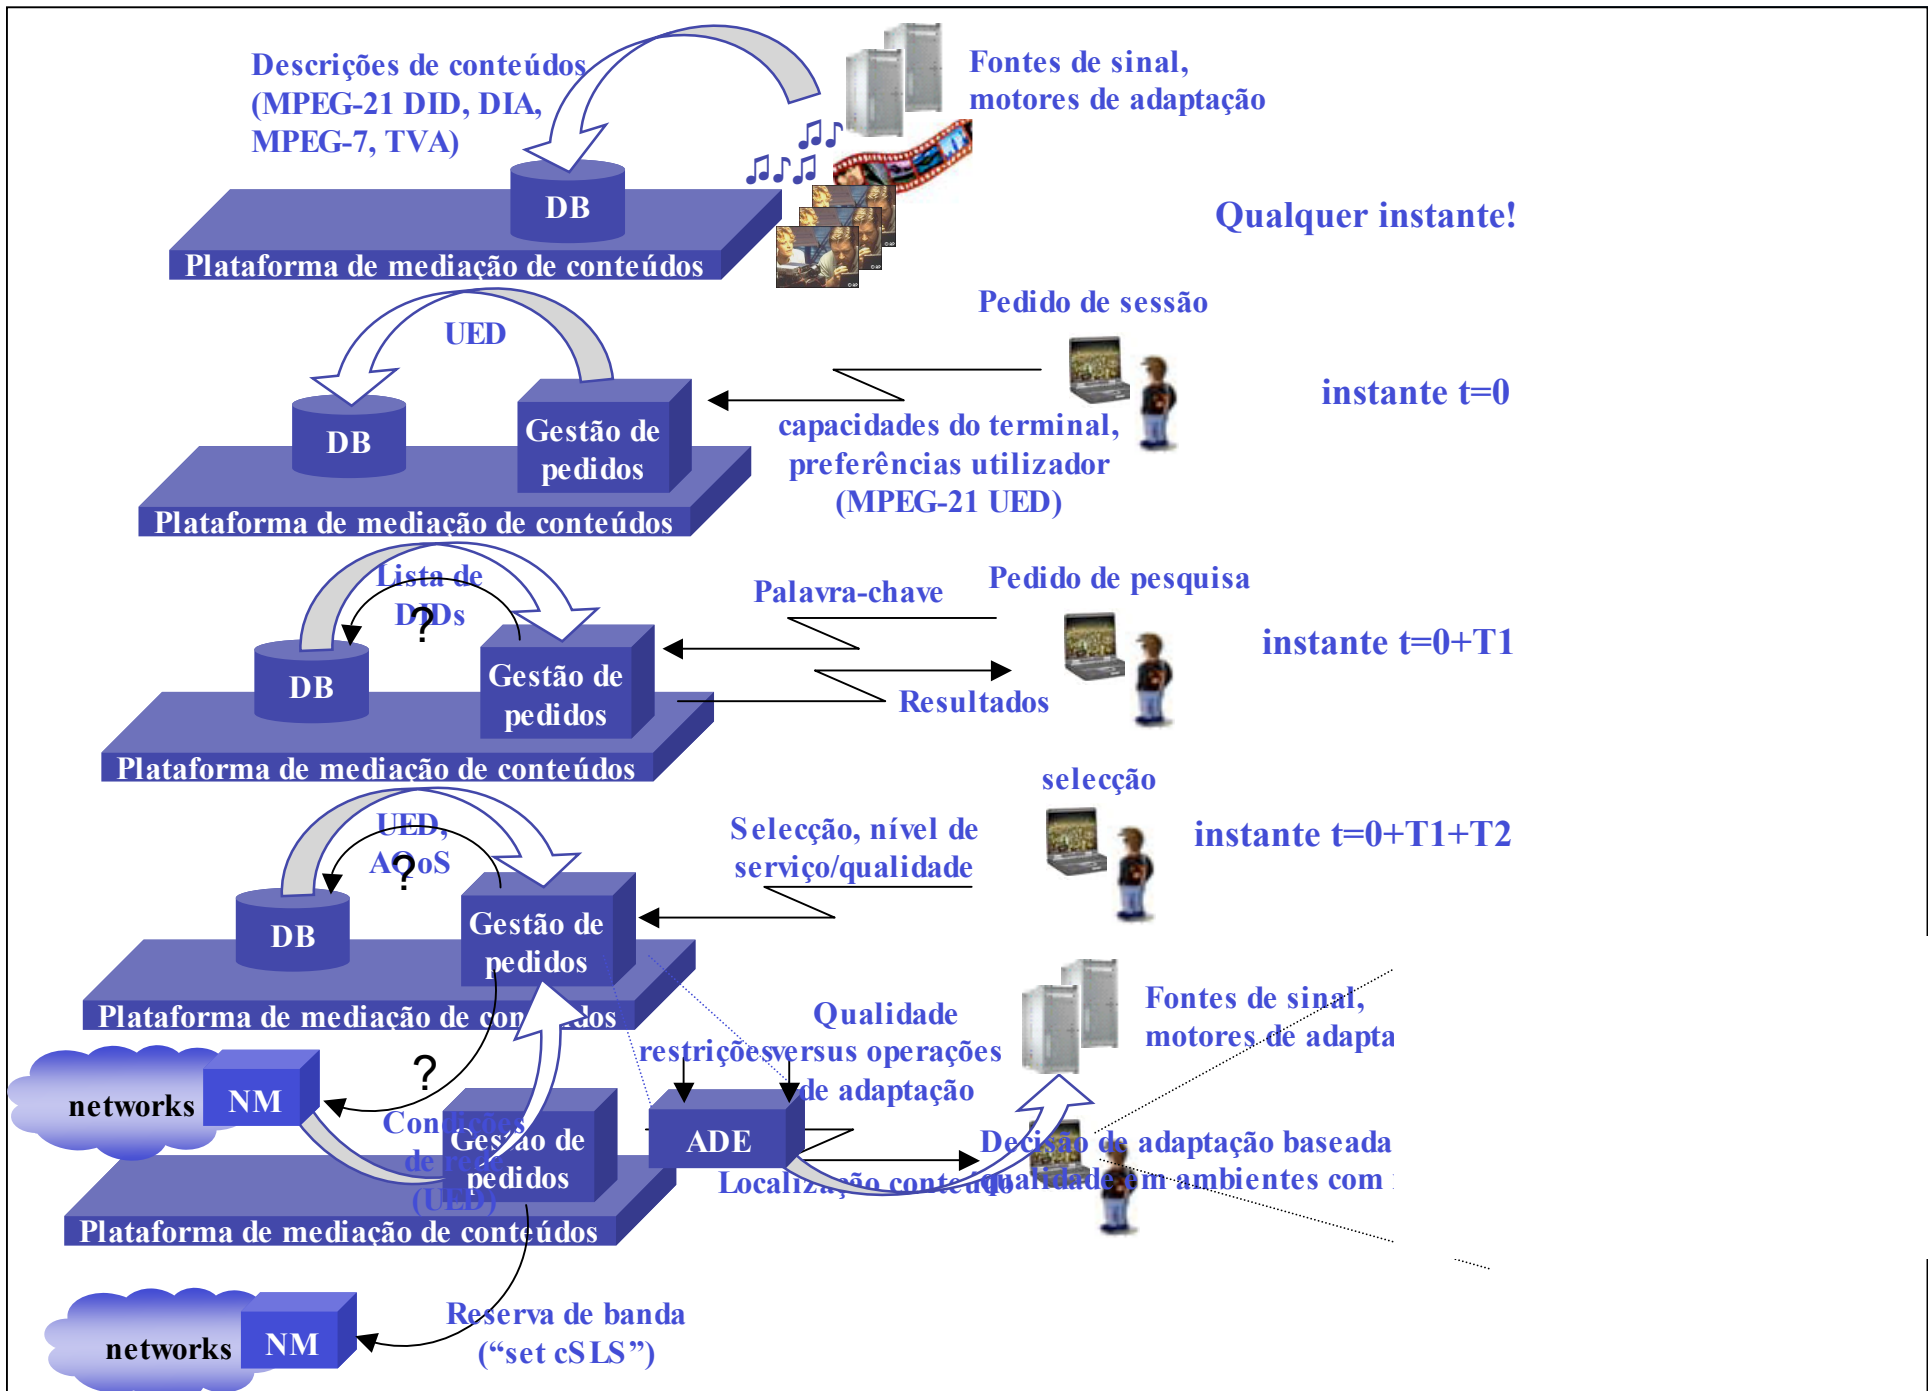 Descrições de conteúdos
(MPEG-21 DID, DIA,
MPEG-7, TVA)
Fontes de sinal,
motores de adaptação
DB
Plataforma de mediação de conteúdos
Qualquer instante!
Pedido de sessão
UED
instante t=0
DB
Gestão de
pedidos
capacidades do terminal,
preferências utilizador
(MPEG-21 UED)
Plataforma de mediação de conteúdos
Lista de
DIDs
?
Palavra-chave
Pedido de pesquisa
instante t=0+T1
DB
Gestão de
pedidos
Resultados
Plataforma de mediação de conteúdos
selecção
UED,
AQoS
?
Selecção, nível de
serviço/qualidade
instante t=0+T1+T2
DB
Gestão de
pedidos
Plataforma de mediação de conteúdos
Qualidade
restrições versus operações
de adaptação
Fontes de sinal,
motores de adapta
?
networks
NM
Condições
de rede
(UED)
Gestão de
pedidos
ADE
Decisão de adaptação baseada
qualidade em ambientes com
Localização conteúdo
Plataforma de mediação de conteúdos
Reserva de banda
(“set cSLS”)
networks
NM